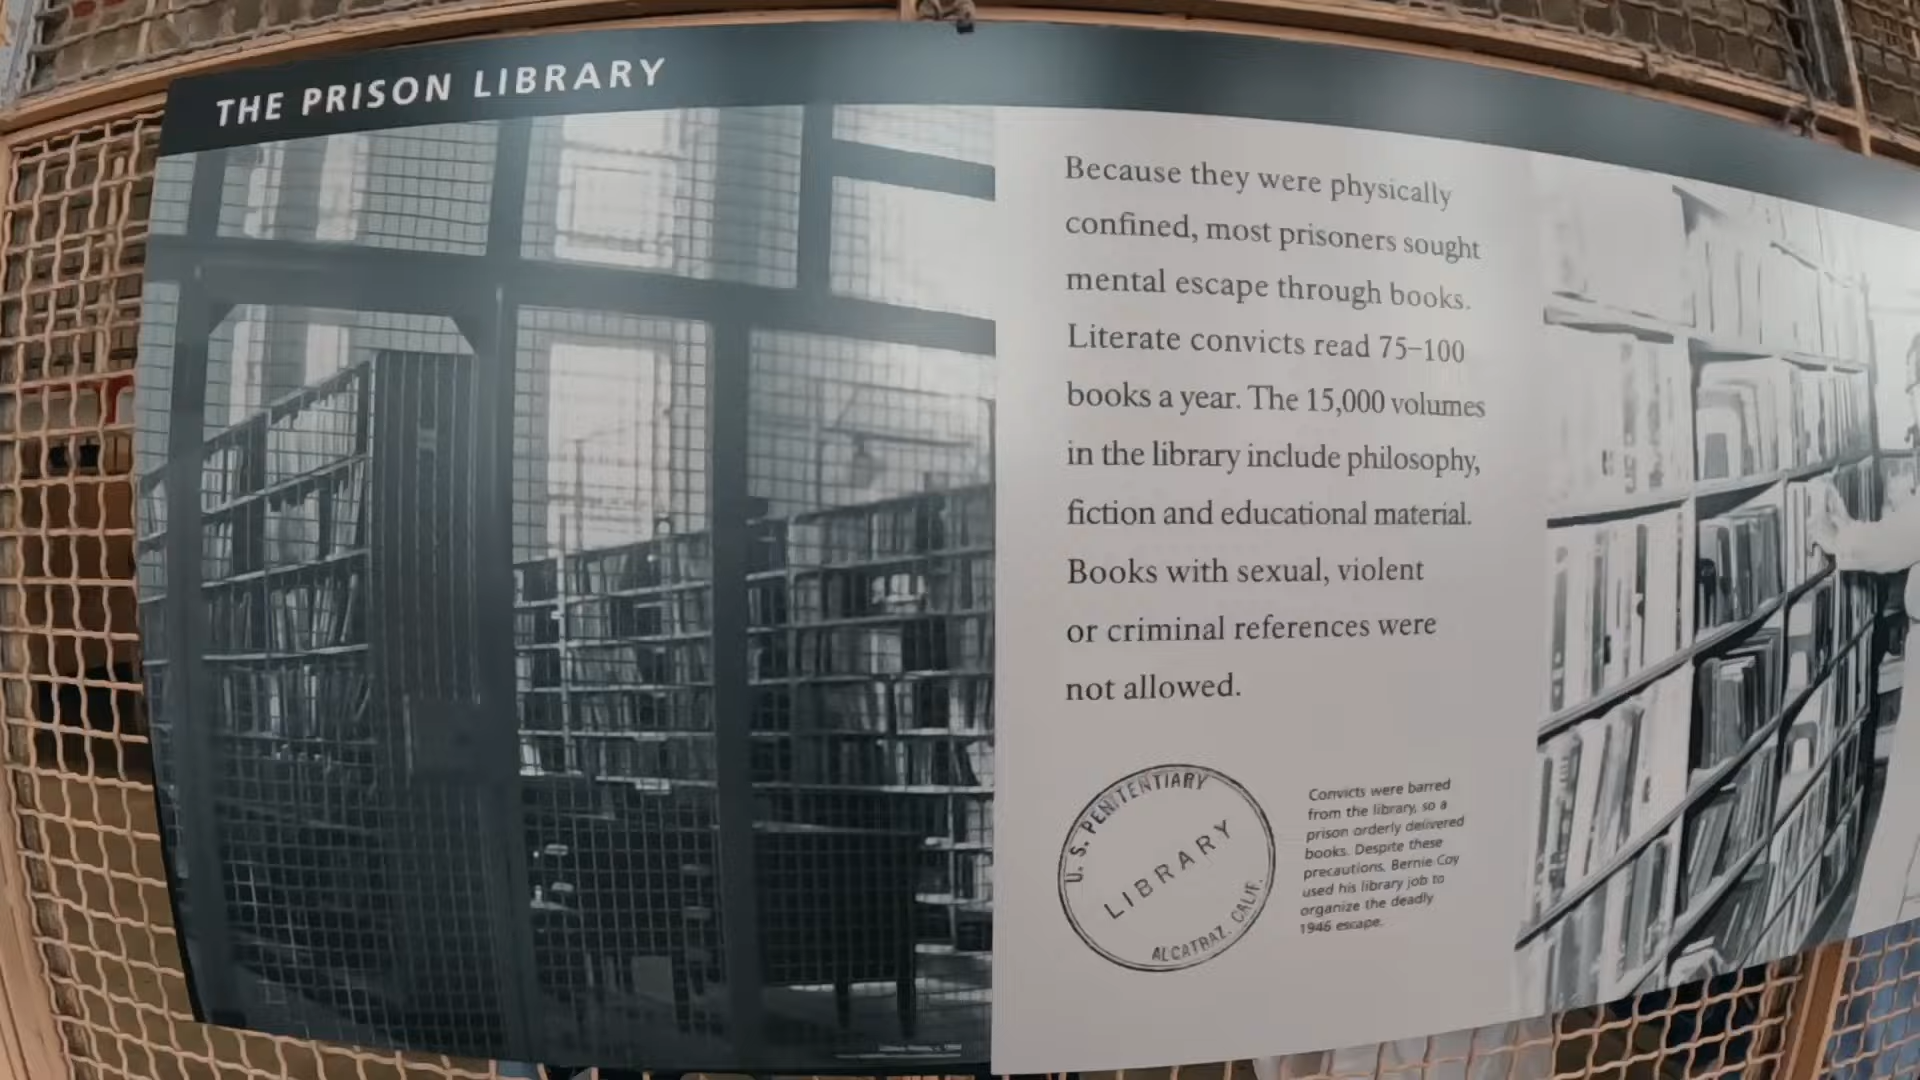 THE PRISON LIBRARY
Because they were physically
confined, most prisoners sought
mental escape through books.
Literate convicts read 75–100
books a year. The 15,000 volumes
in the library include philosophy,
fiction and educational material.
Books with sexual, violent
or criminal references were
not allowed.
U. S. PENITENTIARY
LIBRARY
ALCATRAZ, CALIF.
Convicts were barred
from the library, so a
prison orderly delivered
books. Despite these
precautions, Bernie Coy
used his library job to
organize the deadly
1946 escape.